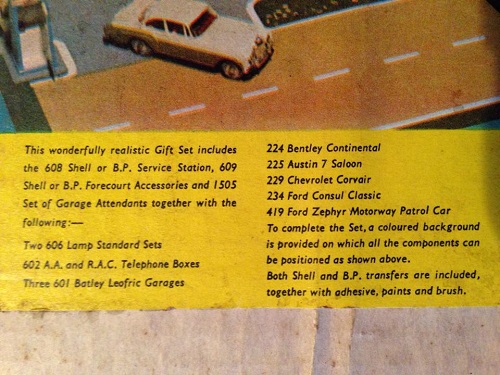 This wonderfully realistic Gift Set includes
the 608 Shell or B.P. Service Station, 609
Shell or B.P. Forecourt Accessories and 1505
Set of Garage Attendants together with the
following:—
Two 606 Lamp Standard Sets
602 A.A. and R.A.C. Telephone Boxes
Three 601 Batley Leofric Garages
224 Bentley Continental
225 Austin 7 Saloon
229 Chevrolet Corvair
234 Ford Consul Classic
419 Ford Zephyr Motorway Patrol Car
To complete the Set, a coloured background
is provided on which all the components can
be positioned as shown above.
Both Shell and B.P. transfers are included,
together with adhesive, paints and brush.